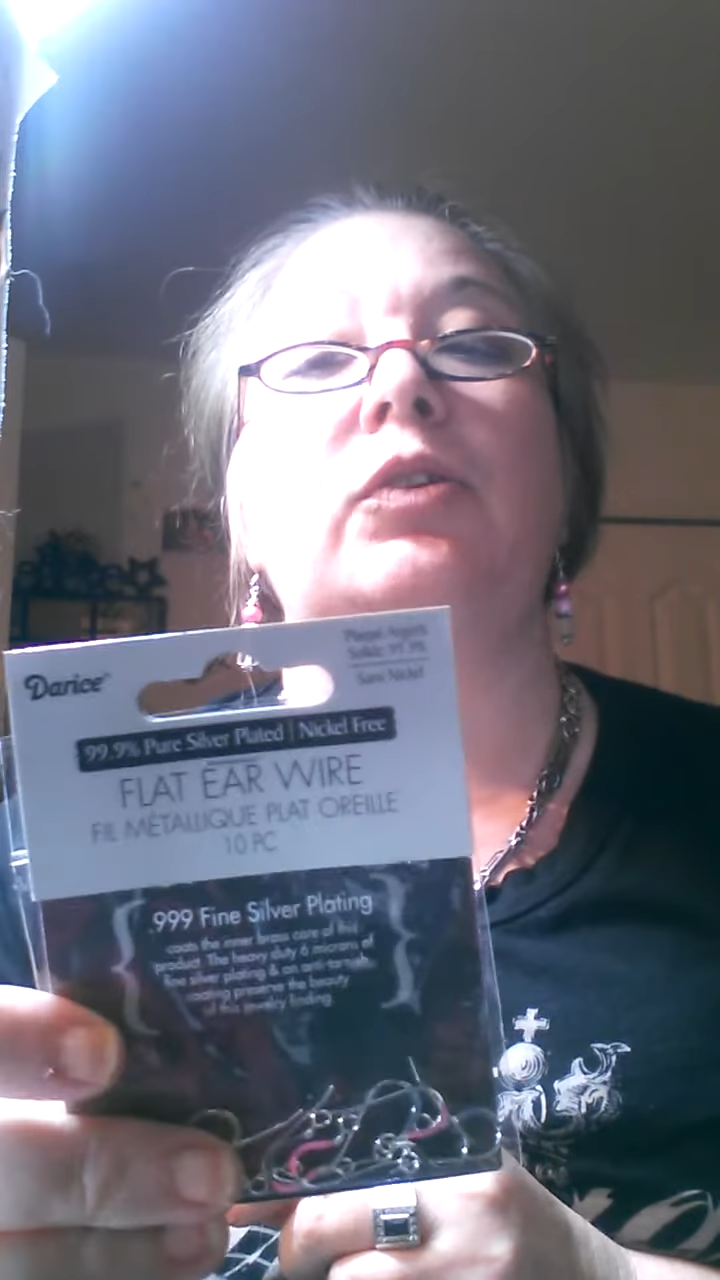 Darice
Plaqué Argent
Solide 99.9%
Sans Nickel
99.9% Pure Silver Plated | Nickel Free
FLAT EAR WIRE
FIL MÉTALLIQUE PLAT OREILLE
10 PC
.999 Fine Silver Plating
coats the inner brass core of this
product. The heavy duty 6 microns of
fine silver plating & an anti-tarnish
coating preserve the beauty
of this jewelry finding.